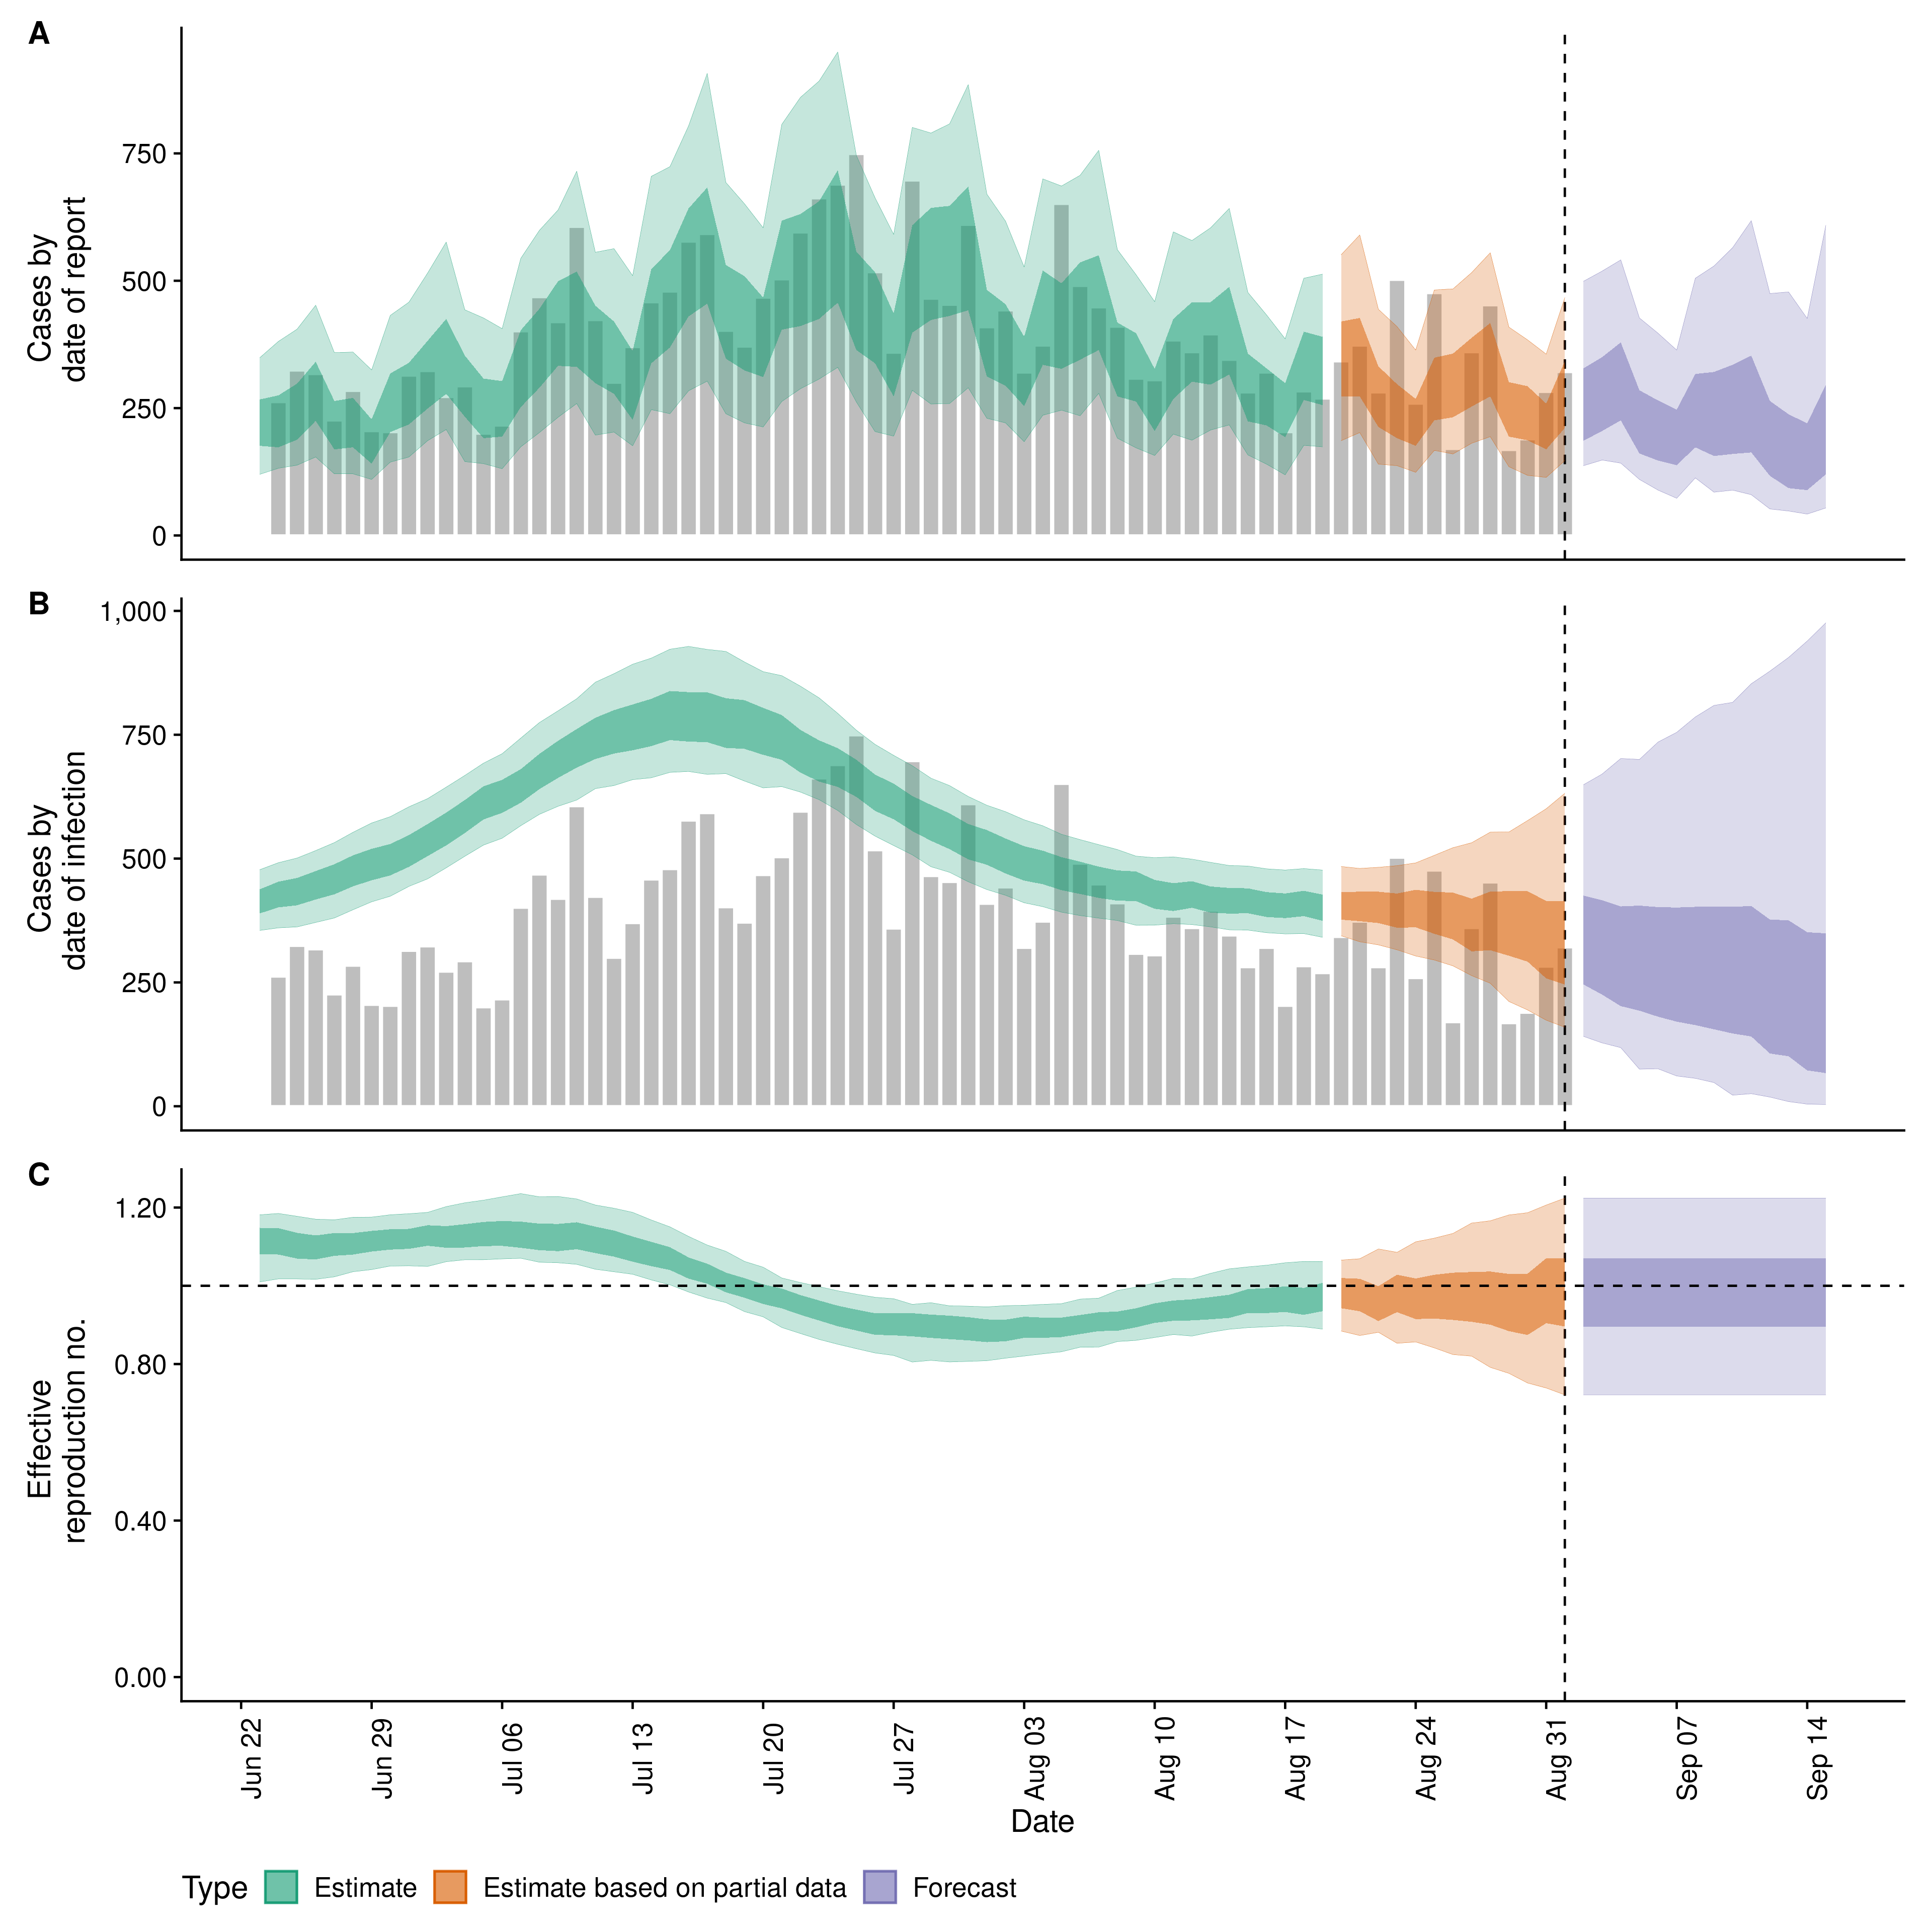 A
Cases by
date of report
750
500
250
0
B
Cases by
date of infection
1,000
750
500
250
0
C
Effective
reproduction no.
1.20
0.80
0.40
0.00
Jun 22
Jun 29
Jul 06
Jul 13
Jul 20
Jul 27
Aug 03
Aug 10
Aug 17
Aug 24
Aug 31
Sep 07
Sep 14
Date
Type Estimate Estimate based on partial data Forecast